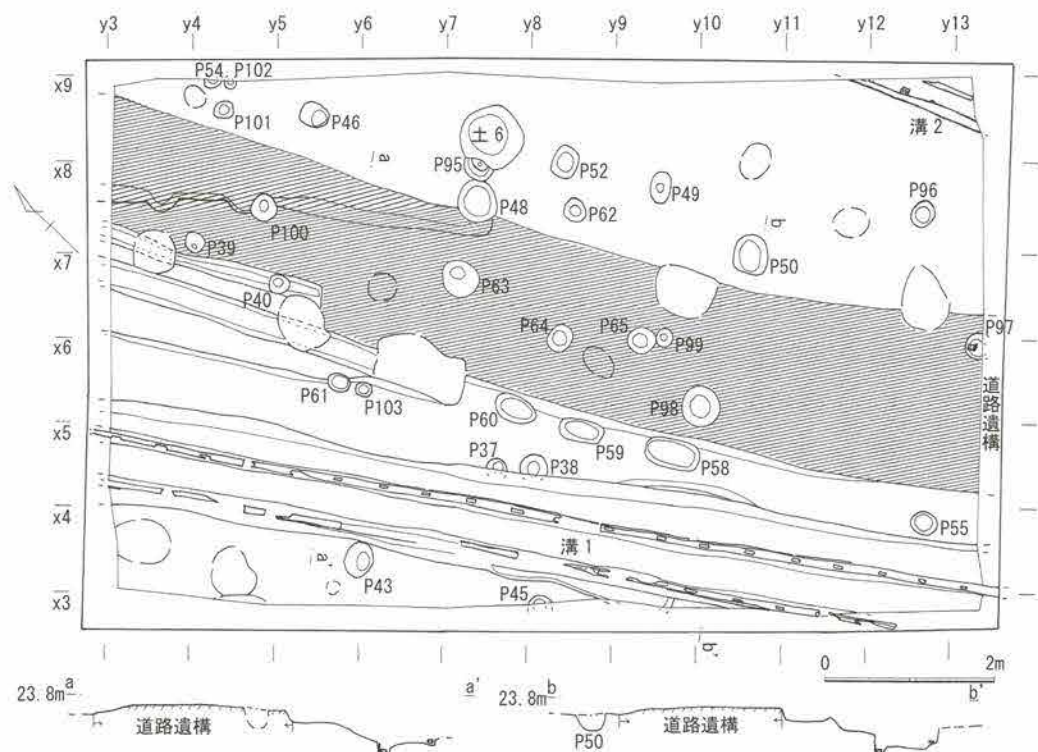 y3 y4 y5 y6 y7 y8 y9 y10 y11 y12 y13
x9
x8
x7
x6
x5
x4
x3
P54. P102
P101
P46
a
土6
P95
P48
P52
P62
P49
b
P50
P96
溝2
P100
P39
P40
P63
P64
P65
P99
P97
道路遺構
P61
P103
P60
P59
P58
P98
P37
P38
P55
溝1
a'
P43
P45
b'
0 2m
23.8m a a'
道路遺構
23.8m b b'
道路遺構
P50